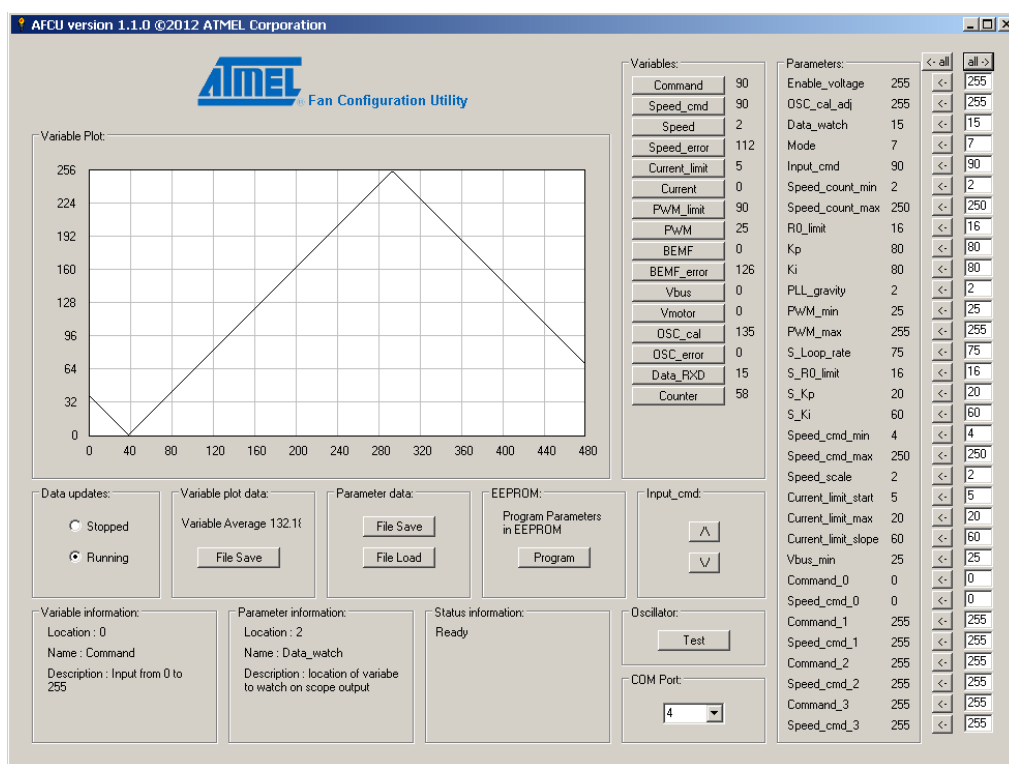 AFCU version 1.1.0 ©2012 ATMEL Corporation
ATMEL ®
Fan Configuration Utility
Variable Plot:
256
224
192
160
128
96
64
32
0
0 40 80 120 160 200 240 280 320 360 400 440 480
Variables:
Command 90
Speed_cmd 90
Speed 2
Speed_error 112
Current_limit 5
Current 0
PWM_limit 90
PWM 25
BEMF 0
BEMF_error 126
Vbus 0
Vmotor 0
OSC_cal 135
OSC_error 0
Data_RXD 15
Counter 58
Parameters: <- all all ->
Enable_voltage 255 <- 255
OSC_cal_adj 255 <- 255
Data_watch 15 <- 15
Mode 7 <- 7
Input_cmd 90 <- 90
Speed_count_min 2 <- 2
Speed_count_max 250 <- 250
R0_limit 16 <- 16
Kp 80 <- 80
Ki 80 <- 80
PLL_gravity 2 <- 2
PWM_min 25 <- 25
PWM_max 255 <- 255
S_Loop_rate 75 <- 75
S_R0_limit 16 <- 16
S_Kp 20 <- 20
S_Ki 60 <- 60
Speed_cmd_min 4 <- 4
Speed_cmd_max 250 <- 250
Speed_scale 2 <- 2
Current_limit_start 5 <- 5
Current_limit_max 20 <- 20
Current_limit_slope 60 <- 60
Vbus_min 25 <- 25
Command_0 0 <- 0
Speed_cmd_0 0 <- 0
Command_1 255 <- 255
Speed_cmd_1 255 <- 255
Command_2 255 <- 255
Speed_cmd_2 255 <- 255
Command_3 255 <- 255
Speed_cmd_3 255 <- 255
Data updates:
Stopped
Running
Variable plot data:
Variable Average 132.18
File Save
Parameter data:
File Save
File Load
EEPROM:
Program Parameters
in EEPROM
Program
Input_cmd:
/\
\/
Variable information:
Location : 0
Name : Command
Description : Input from 0 to
255
Parameter information:
Location : 2
Name : Data_watch
Description : location of variabe
to watch on scope output
Status information:
Ready
Oscillator:
Test
COM Port:
4